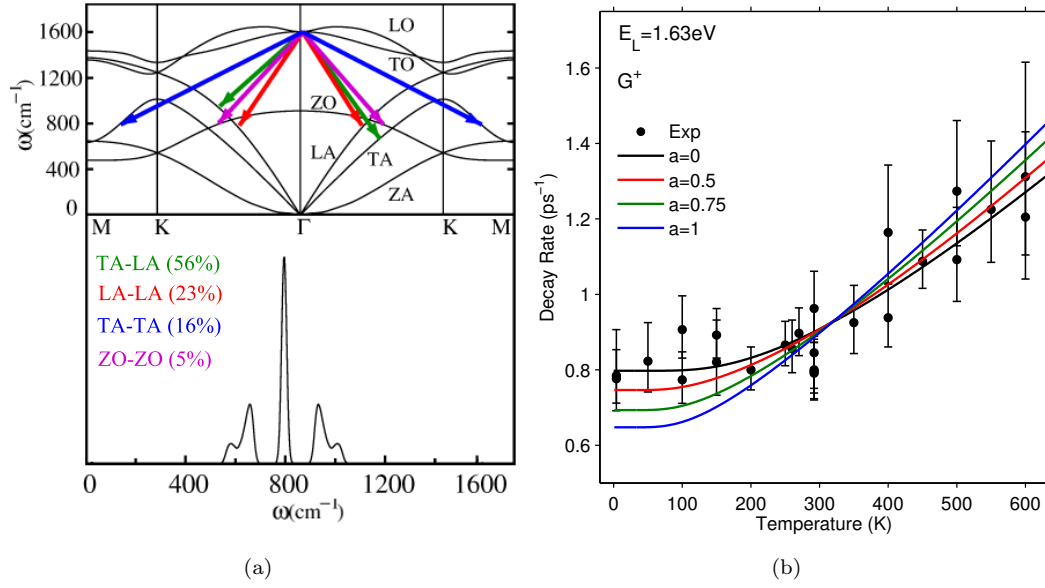 ω(cm⁻¹)
1600
1200
800
400
0
LO
TO
ZO
LA
TA
ZA
M
K
Γ
K
M
TA-LA (56%)
LA-LA (23%)
TA-TA (16%)
ZO-ZO (5%)
0
400
800
1200
1600
ω(cm⁻¹)
(a)
b
E_L=1.63eV
G⁺
Exp
a=0
a=0.5
a=0.75
a=1
Decay Rate (ps⁻¹)
1.6
1.4
1.2
1
0.8
0.6
0
100
200
300
400
500
600
Temperature (K)
(b)